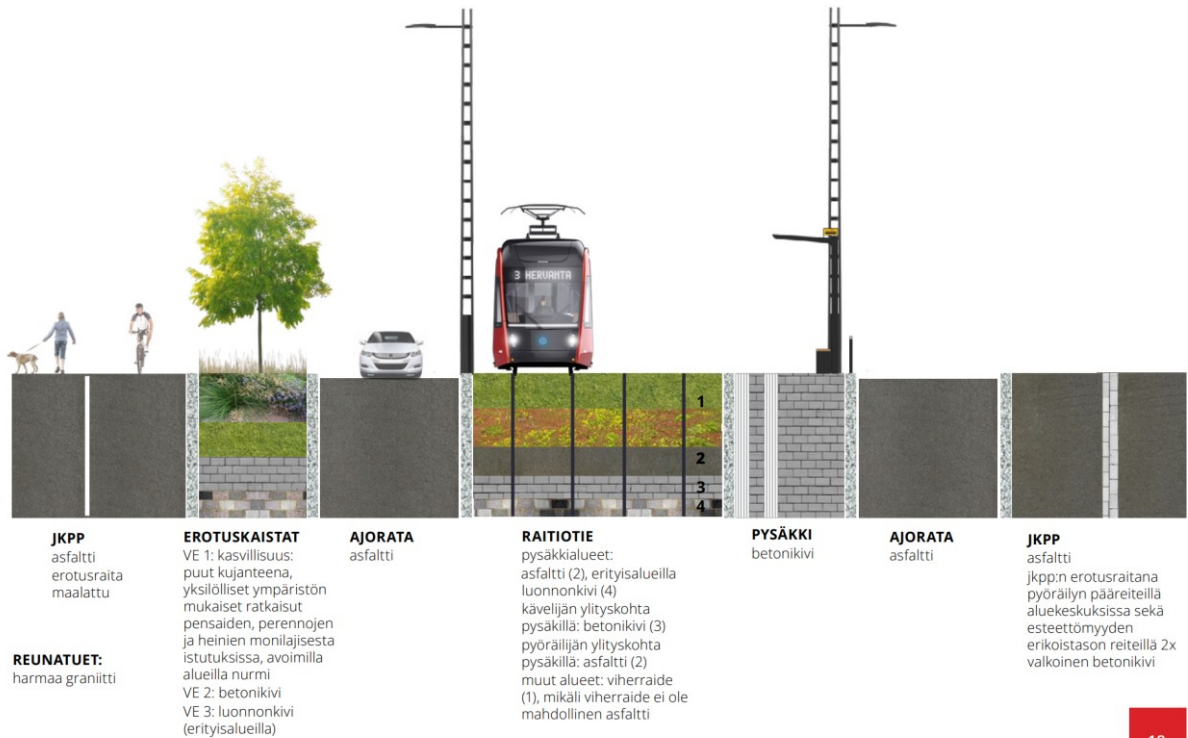 3 HERVANTA
1
2
3
4
JKPP
asfaltti
erotusraita
maalattu
REUNATUET:
harmaa graniitti
EROTUSKAISTAT
VE 1: kasvillisuus:
puut kujanteena,
yksilölliset ympäristön
mukaiset ratkaisut
pensaiden, perennojen
ja heinien monilajisesta
istutuksissa, avoimilla
alueilla nurmi
VE 2: betonikivi
VE 3: luonnonkivi
(erityisalueilla)
AJORATA
asfaltti
RAITIOTIE
pysäkkialueet:
asfaltti (2), erityisalueilla
luonnonkivi (4)
kävelijän ylityskohta
pysäkillä: betonikivi (3)
pyöräilijän ylityskohta
pysäkillä: asfaltti (2)
muut alueet: viherraide
(1), mikäli viherraide ei ole
mahdollinen asfaltti
PYSÄKKI
betonikivi
AJORATA
asfaltti
JKPP
asfaltti
jkpp:n erotusraitana
pyöräilyn pääreiteillä
aluekeskuksissa sekä
esteettömyyden
erikoistason reiteillä 2x
valkoinen betonikivi